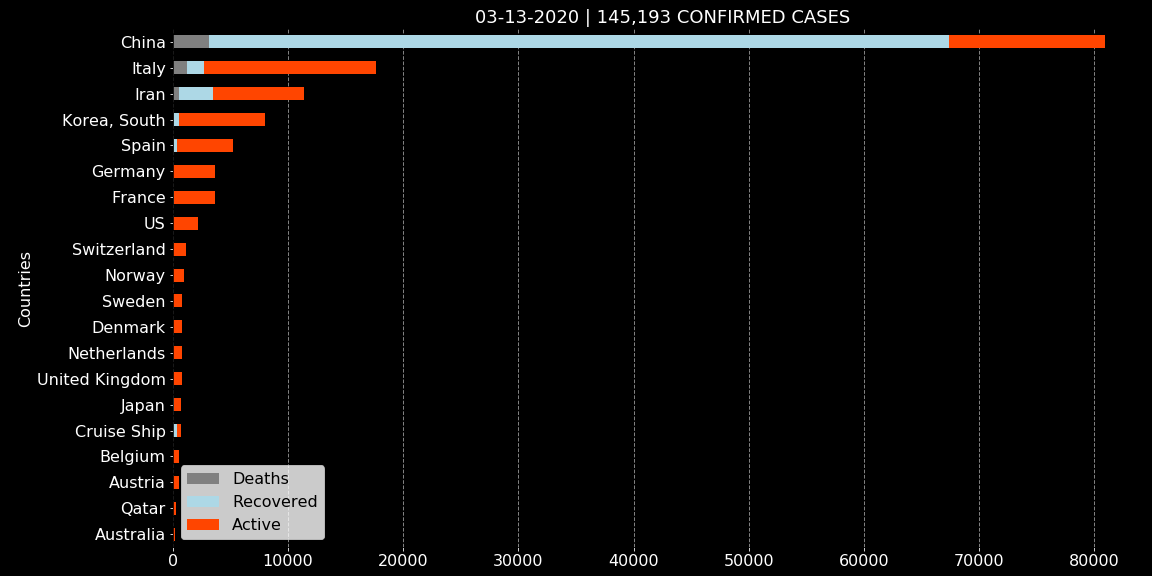 03-13-2020 | 145,193 CONFIRMED CASES
China
Italy
Iran
Korea, South
Spain
Germany
France
US
Switzerland
Norway
Sweden
Denmark
Netherlands
United Kingdom
Japan
Cruise Ship
Belgium
Austria
Qatar
Australia
Countries
Deaths
Recovered
Active
0 10000 20000 30000 40000 50000 60000 70000 80000